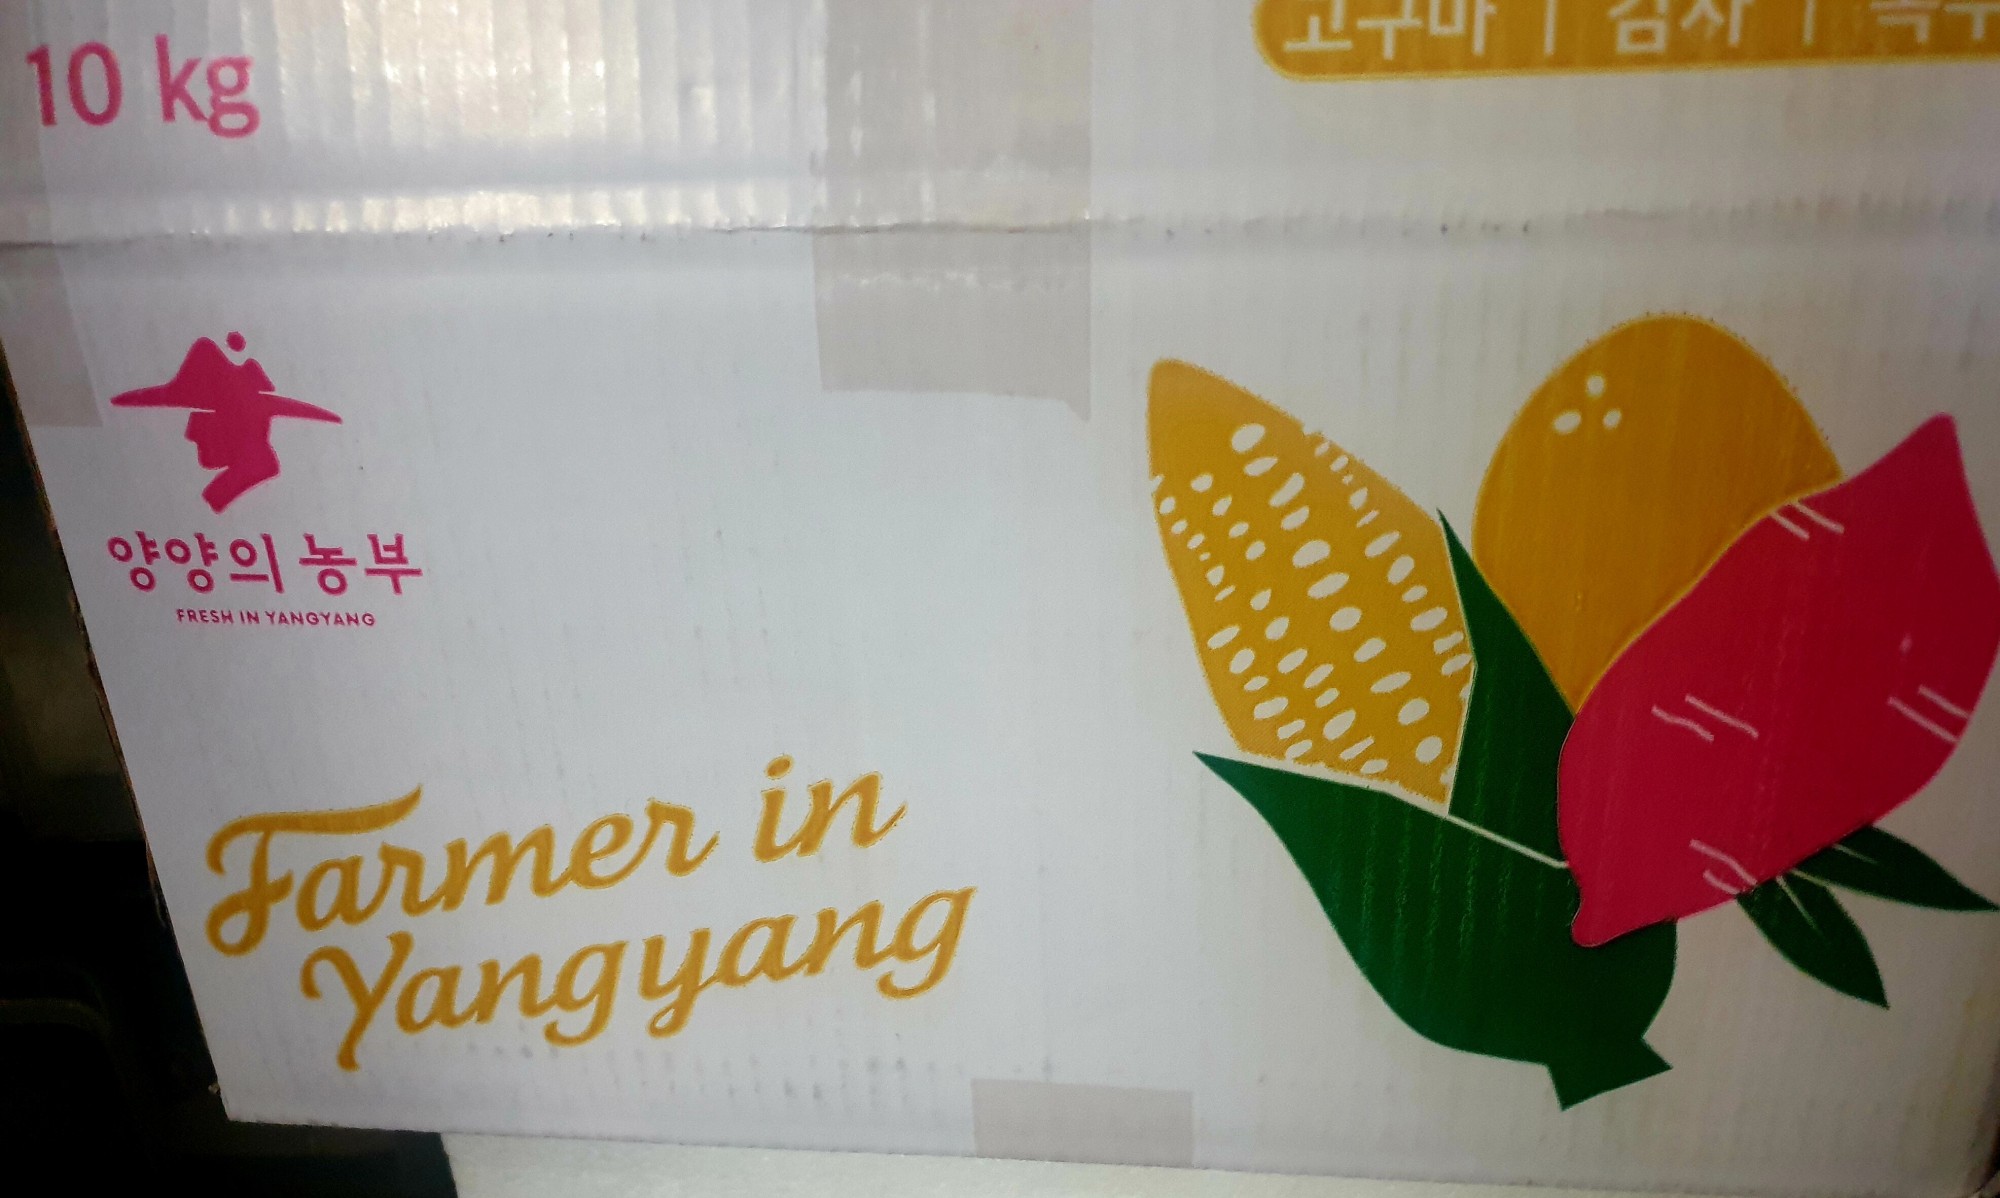 10 kg
고구마 | 감자 |
양양의 농부
FRESH IN YANGYANG
Farmer in
Yangyang